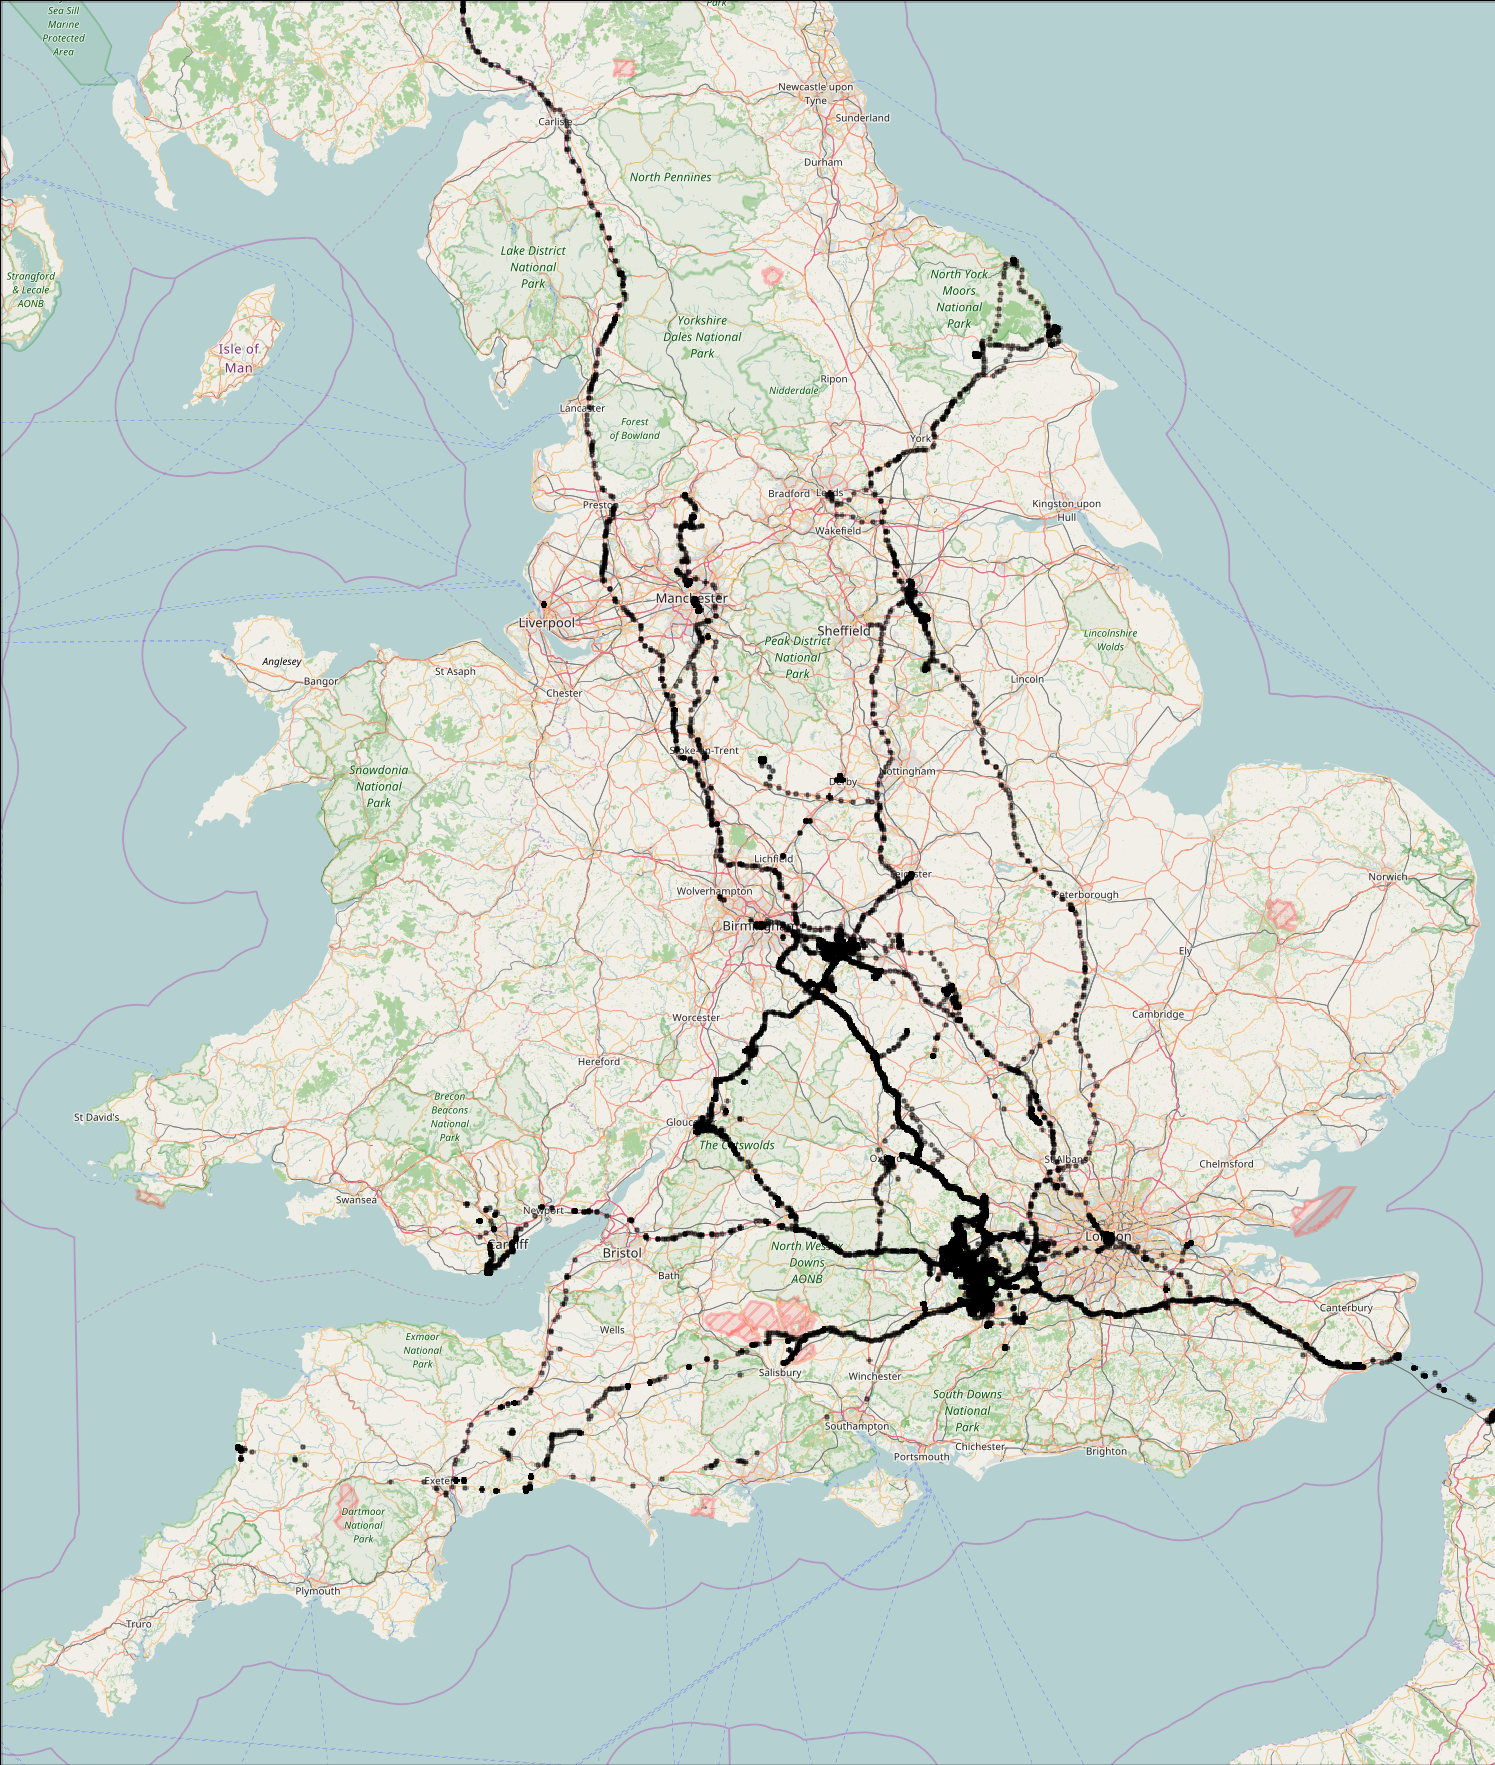 Sea Sill
Marine
Protected
Area
Park
Newcastle upon
Tyne
Sunderland
Carlisle
Durham
North Pennines
Lake District
National
Park
Strangford
& Lecale
AONB
North York
Moors
National
Park
Yorkshire
Dales National
Park
Isle of
Man
Ripon
Nidderdale
Lancaster
Forest
of Bowland
York
Bradford
Leeds
Preston
Kingston upon
Hull
Wakefield
Manchester
Liverpool
Sheffield
Peak District
National
Park
Lincolnshire
Wolds
Anglesey
Bangor
St Asaph
Lincoln
Chester
Stoke-on-Trent
Snowdonia
National
Park
Nottingham
Derby
Lichfield
Leicester
Norwich
Wolverhampton
Peterborough
Birmingham
Ely
Worcester
Cambridge
Hereford
Brecon
Beacons
National
Park
St David's
Glouc
The Cotswolds
Ox
St Albans
Chelmsford
Swansea
Newport
Cardiff
London
Bristol
North Wessex
Downs
AONB
Bath
Canterbury
Wells
Exmoor
National
Park
Salisbury
Winchester
South Downs
National
Park
Southampton
Chichester
Portsmouth
Brighton
Exeter
Dartmoor
National
Park
Plymouth
Truro